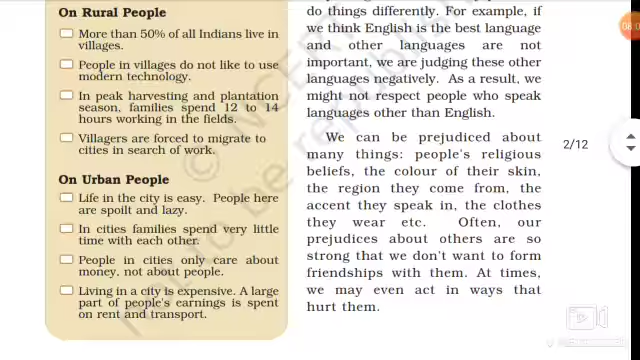 On Rural People
More than 50% of all Indians live in
villages.
People in villages do not like to use
modern technology.
In peak harvesting and plantation
season, families spend 12 to 14
hours working in the fields.
Villagers are forced to migrate to
cities in search of work.
On Urban People
Life in the city is easy. People here
are spoilt and lazy.
In cities families spend very little
time with each other.
People in cities only care about
money, not about people.
Living in a city is expensive. A large
part of people's earnings is spent
on rent and transport.
do things differently. For example, if
we think English is the best language
and other languages are not
important, we are judging these other
languages negatively. As a result, we
might not respect people who speak
languages other than English.
We can be prejudiced about
many things: people's religious
beliefs, the colour of their skin,
the region they come from, the
accent they speak in, the clothes
they wear etc. Often, our
prejudices about others are so
strong that we don't want to form
friendships with them. At times,
we may even act in ways that
hurt them.
2/12
© NCERT
not to be republished